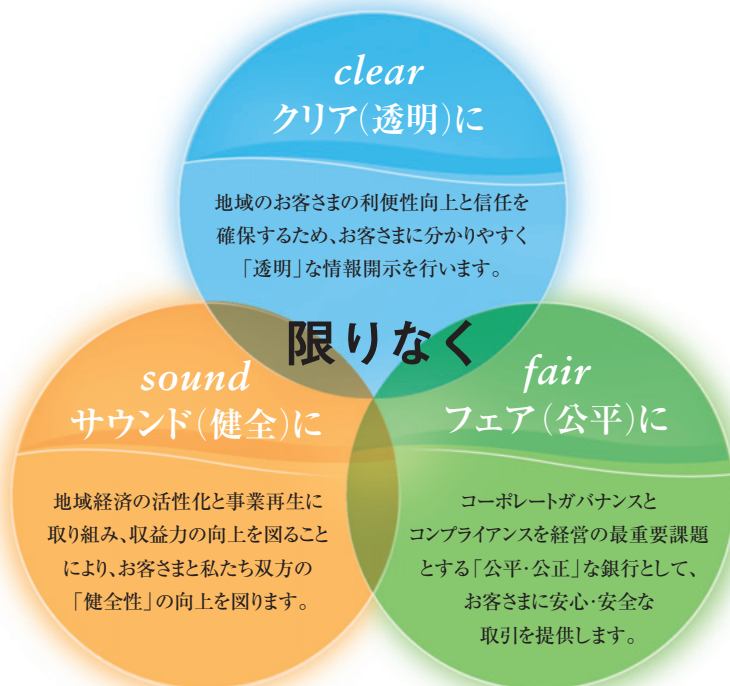 clear
クリア（透明）に
地域のお客さまの利便性向上と信任を
確保するため、お客さまに分かりやすく
「透明」な情報開示を行います。
限りなく
sound
サウンド（健全）に
地域経済の活性化と事業再生に
取り組み、収益力の向上を図ること
により、お客さまと私たち双方の
「健全性」の向上を図ります。
fair
フェア（公平）に
コーポレートガバナンスと
コンプライアンスを経営の最重要課題
とする「公平・公正」な銀行として、
お客さまに安心・安全な
取引を提供します。